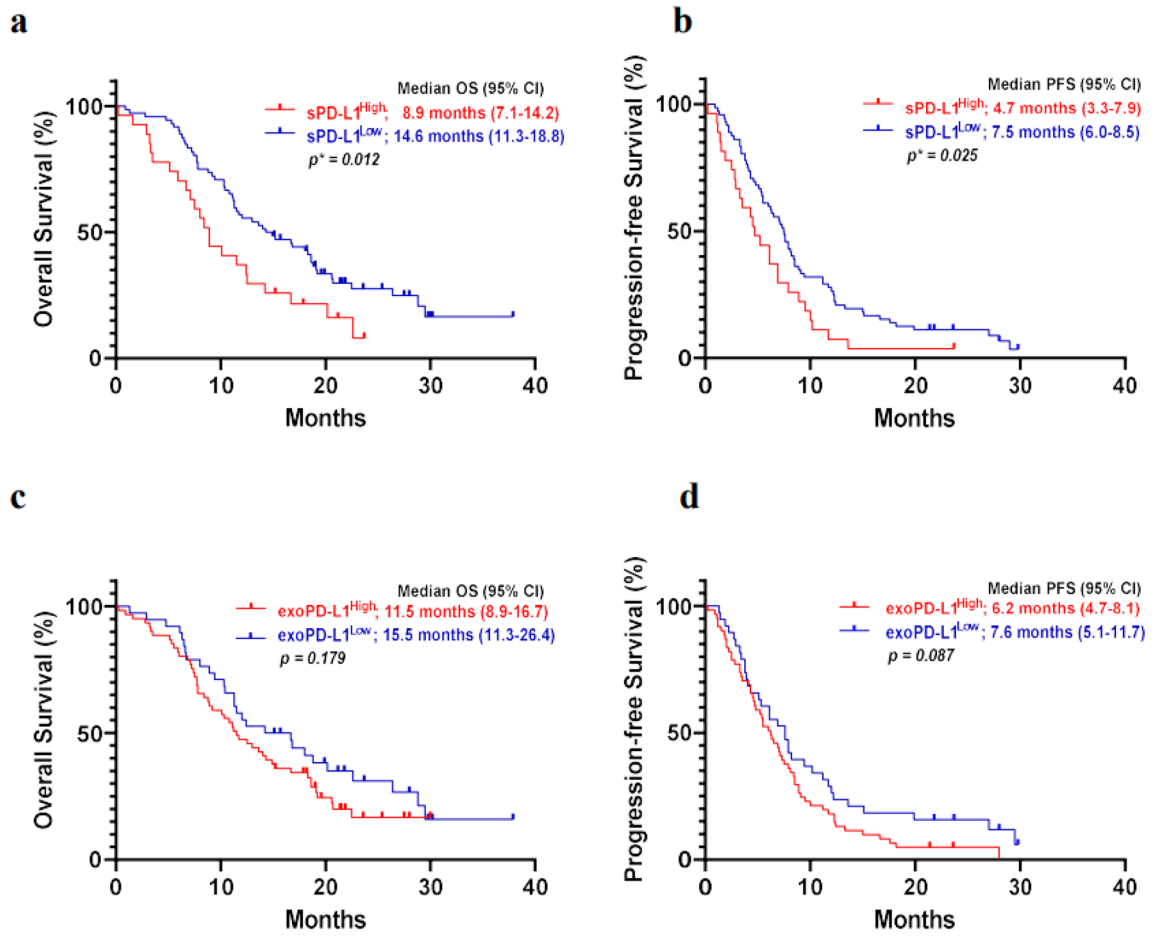 a
Median OS (95% CI)
sPD-L1High; 8.9 months (7.1-14.2)
sPD-L1Low; 14.6 months (11.3-18.8)
p* = 0.012
Overall Survival (%)
100
50
0
0 10 20 30 40
Months
b
Median PFS (95% CI)
sPD-L1High; 4.7 months (3.3-7.9)
sPD-L1Low; 7.5 months (6.0-8.5)
p* = 0.025
Progression-free Survival (%)
100
50
0
0 10 20 30 40
Months
c
Median OS (95% CI)
exoPD-L1High; 11.5 months (8.9-16.7)
exoPD-L1Low; 15.5 months (11.3-26.4)
p = 0.179
Overall Survival (%)
100
50
0
0 10 20 30 40
Months
d
Median PFS (95% CI)
exoPD-L1High; 6.2 months (4.7-8.1)
exoPD-L1Low; 7.6 months (5.1-11.7)
p = 0.087
Progression-free Survival (%)
100
50
0
0 10 20 30 40
Months